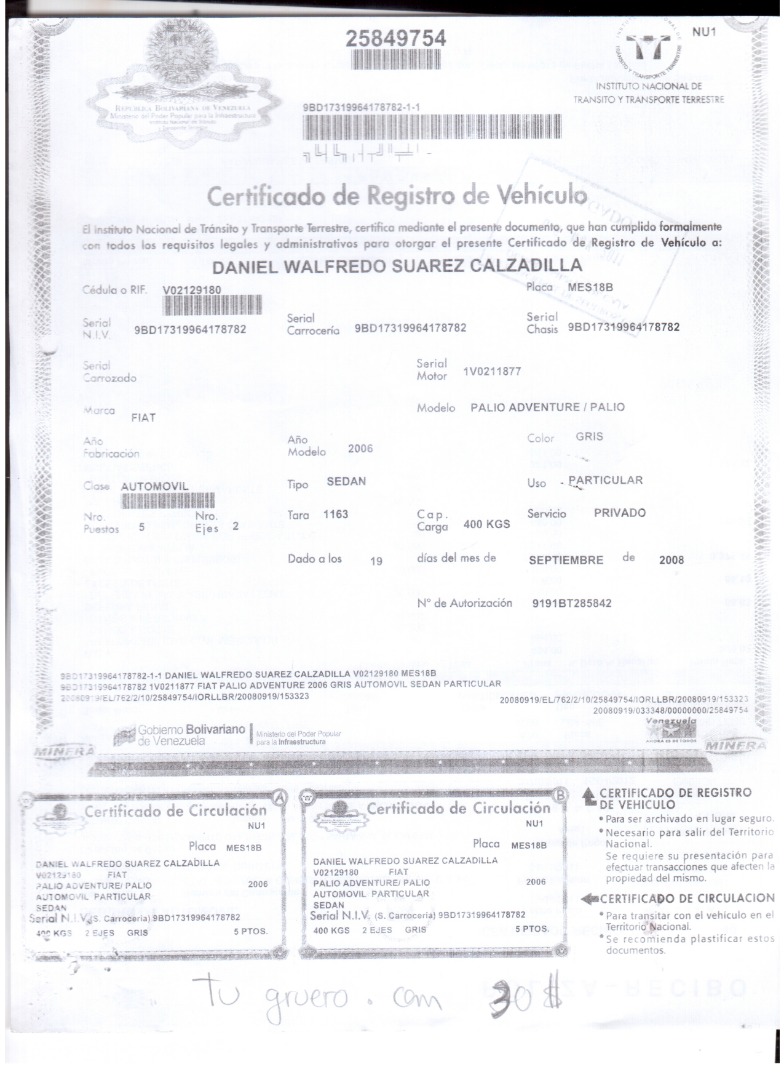 25849754
NU1
INSTITUTO NACIONAL DE
TRANSITO Y TRANSPORTE TERRESTRE
REPUBLICA BOLIVARIANA DE VENEZUELA
Ministerio del Poder Popular para la Infraestructura
9BD17319964178782-1-1
Certificado de Registro de Vehículo
El instituto Nacional de Tránsito y Transporte Terrestre, certifica mediante el presente documento, que han cumplido formalmente
con todos los requisitos legales y administrativos para otorgar el presente Certificado de Registro de Vehículo a:
DANIEL WALFREDO SUAREZ CALZADILLA
Cédula o RIF. V02129180 Placa MES18B
Serial N.I.V. 9BD17319964178782 Serial Carrocería 9BD17319964178782 Serial Chasis 9BD17319964178782
Serial Carrozado Serial Motor 1V0211877
Marca FIAT Modelo PALIO ADVENTURE / PALIO
Año Fabricación Año Modelo 2006 Color GRIS
Clase AUTOMOVIL Tipo SEDAN Uso - PARTICULAR
Nro. Puestos 5 Nro. Ejes 2 Tara 1163 Cap. Carga 400 KGS Servicio PRIVADO
Dado a los 19 días del mes de SEPTIEMBRE de 2008
N° de Autorización 9191BT285842
9BD17319964178782-1-1 DANIEL WALFREDO SUAREZ CALZADILLA V02129180 MES18B
9BD17319964178782 1V0211877 FIAT PALIO ADVENTURE 2006 GRIS AUTOMOVIL SEDAN PARTICULAR
20080919/EL/762/2/10/25849754/IORLLBR/20080919/153323
20080919/EL/762/2/10/25849754/IORLLBR/20080919/153323
20080919/033348/00000000/25849754
Gobierno Bolivariano de Venezuela
Ministerio del Poder Popular para la Infraestructura
Venezuela
MINFRA
MINFRA
A
Certificado de Circulación
NU1
Placa MES18B
DANIEL WALFREDO SUAREZ CALZADILLA
V02129180 FIAT
PALIO ADVENTURE/ PALIO 2006
AUTOMOVIL PARTICULAR
SEDAN
Serial N.I.V. (S. Carroceria) 9BD17319964178782
400 KGS 2 EJES GRIS 5 PTOS.
B
Certificado de Circulación
NU1
Placa MES18B
DANIEL WALFREDO SUAREZ CALZADILLA
V02129180 FIAT
PALIO ADVENTURE/ PALIO 2006
AUTOMOVIL PARTICULAR
SEDAN
Serial N.I.V. (S. Carroceria) 9BD17319964178782
400 KGS 2 EJES GRIS 5 PTOS.
CERTIFICADO DE REGISTRO
DE VEHICULO
* Para ser archivado en lugar seguro.
* Necesario para salir del Territorio
Nacional.
Se requiere su presentación para
efectuar transacciones que afecten la
propiedad del mismo.
CERTIFICADO DE CIRCULACION
* Para transitar con el vehiculo en el
Territorio Nacional.
* Se recomienda plastificar estos
documentos.
tu gruero.com 30$